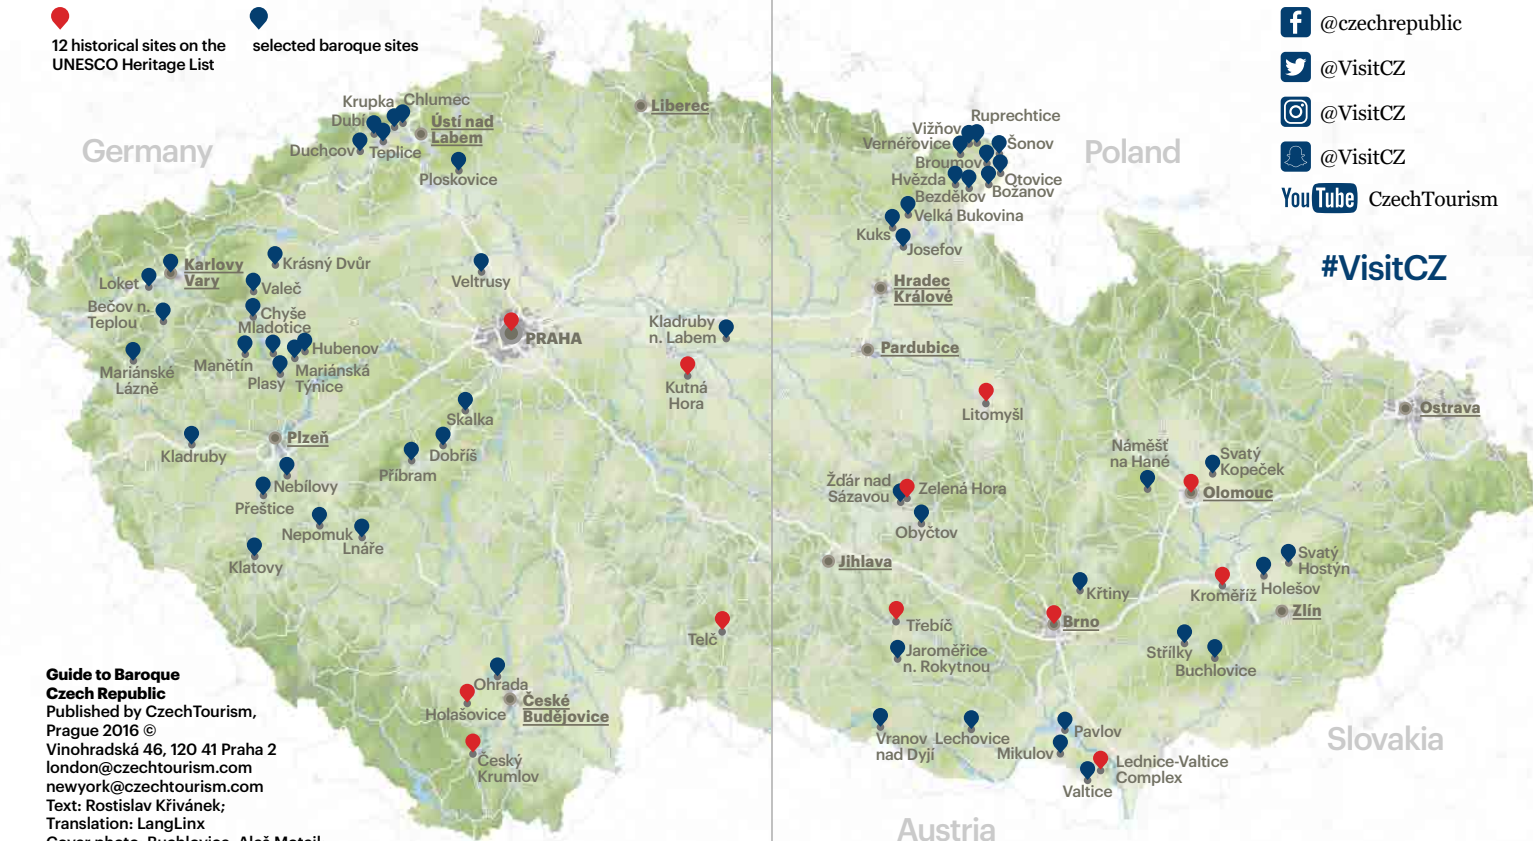 12 historical sites on the
UNESCO Heritage List
selected baroque sites
@czechrepublic
@VisitCZ
@VisitCZ
@VisitCZ
YouTube CzechTourism
#VisitCZ
Germany
Poland
Slovakia
Austria
Krupka
Chlumec
Dubí
Ústí nad
Labem
Duchcov
Teplice
Ploskovice
Liberec
Ruprechtice
Vižňov
Vernéřovice
Šonov
Broumov
Hvězda
Otovice
Božanov
Bezděkov
Velká Bukovina
Kuks
Josefov
Karlovy
Vary
Loket
Krásný Dvůr
Valeč
Bečov n.
Teplou
Chyše
Mladotice
Veltrusy
PRAHA
Kladruby
n. Labem
Hradec
Králové
Pardubice
Mariánské
Lázně
Manětín
Hubenov
Plasy
Mariánská
Týnice
Kutná
Hora
Litomyšl
Ostrava
Skalka
Kladruby
Plzeň
Dobříš
Příbram
Náměšť
na Hané
Svatý
Kopeček
Nebílovy
Přeštice
Žďár nad
Sázavou
Zelená Hora
Olomouc
Nepomuk
Lnáře
Obyčtov
Klatovy
Jihlava
Svatý
Hostýn
Křtiny
Kroměříž
Holešov
Zlín
Telč
Třebíč
Brno
Jaroměřice
n. Rokytnou
Střílky
Buchlovice
Ohrada
Holašovice
České
Budějovice
Český
Krumlov
Vranov
nad Dyjí
Lechovice
Pavlov
Mikulov
Lednice-Valtice
Complex
Valtice
Guide to Baroque
Czech Republic
Published by CzechTourism,
Prague 2016 ©
Vinohradská 46, 120 41 Praha 2
london@czechtourism.com
newyork@czechtourism.com
Text: Rostislav Křivánek;
Translation: LangLinx
Cover photo: Buchlovice, Aleš Motejl